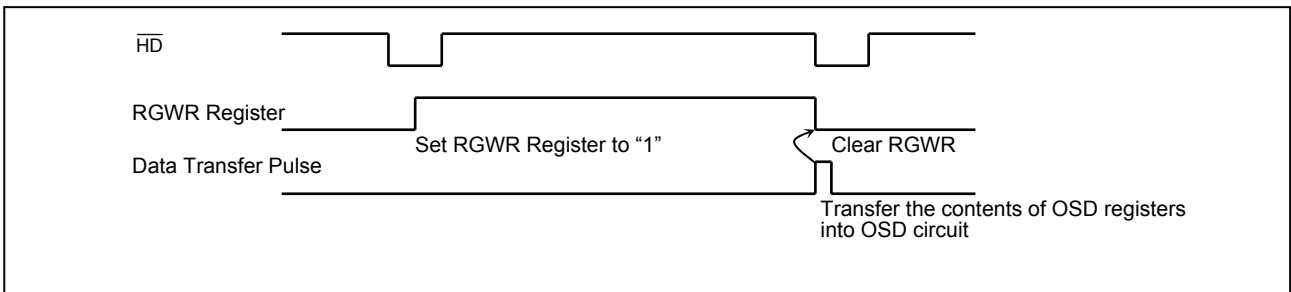 HD
RGWR Register
Set RGWR Register to “1”
Clear RGWR
Data Transfer Pulse
Transfer the contents of OSD registers
into OSD circuit